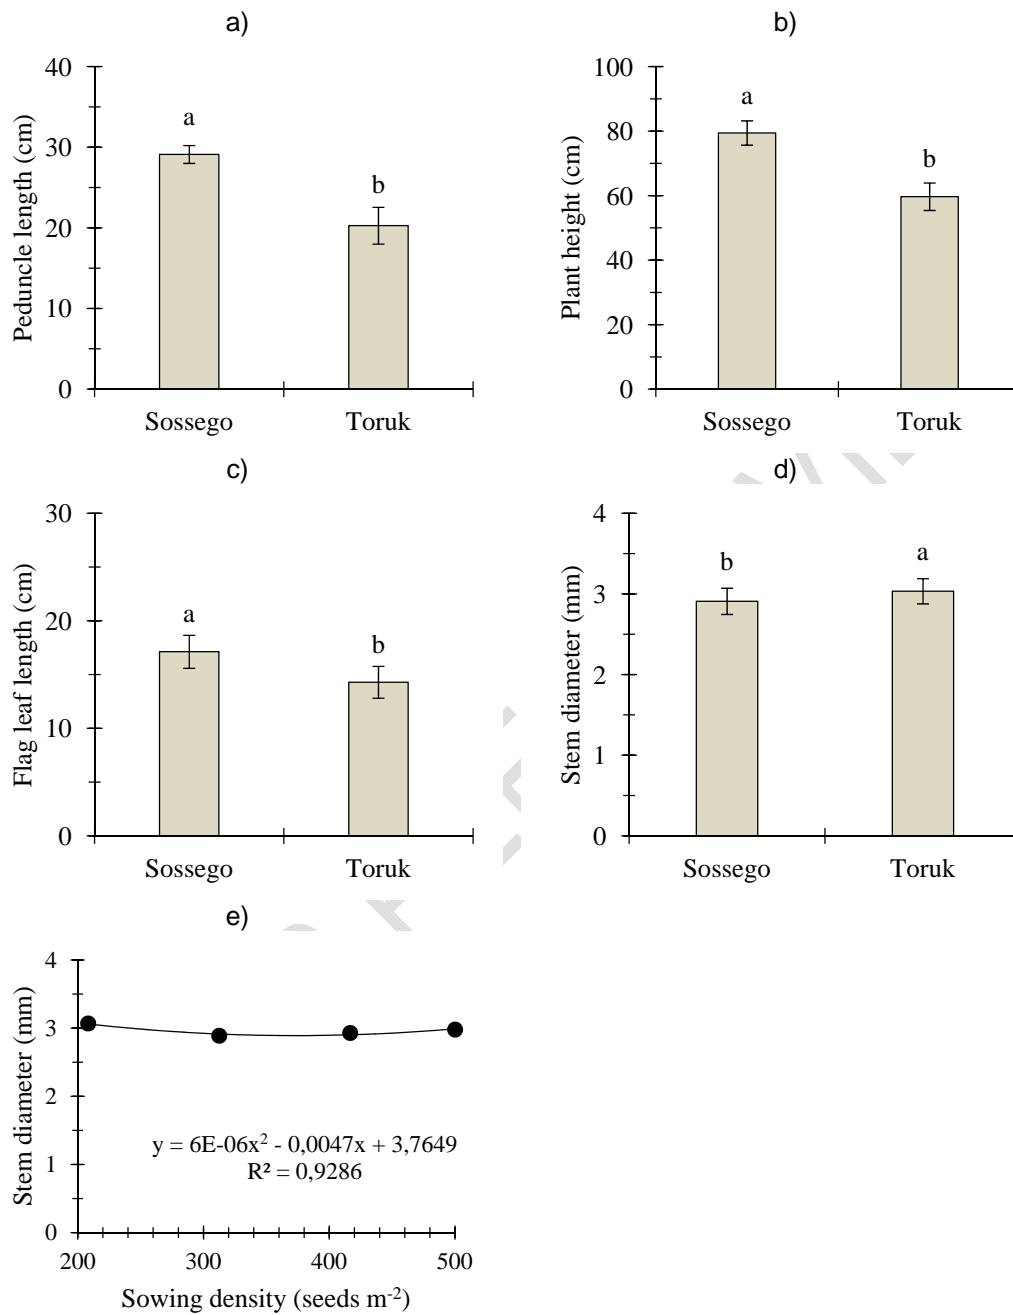 a)
40
30
20
10
0
Peduncle length (cm)
a
b
Sossego Toruk
b)
100
80
60
40
20
0
Plant height (cm)
a
b
Sossego Toruk
c)
30
20
10
0
Flag leaf length (cm)
a
b
Sossego Toruk
d)
4
3
2
1
0
Stem diameter (mm)
b
a
Sossego Toruk
e)
4
3
2
1
0
Stem diameter (mm)
y = 6E-06x² - 0,0047x + 3,7649
R² = 0,9286
200 300 400 500
Sowing density (seeds m⁻²)